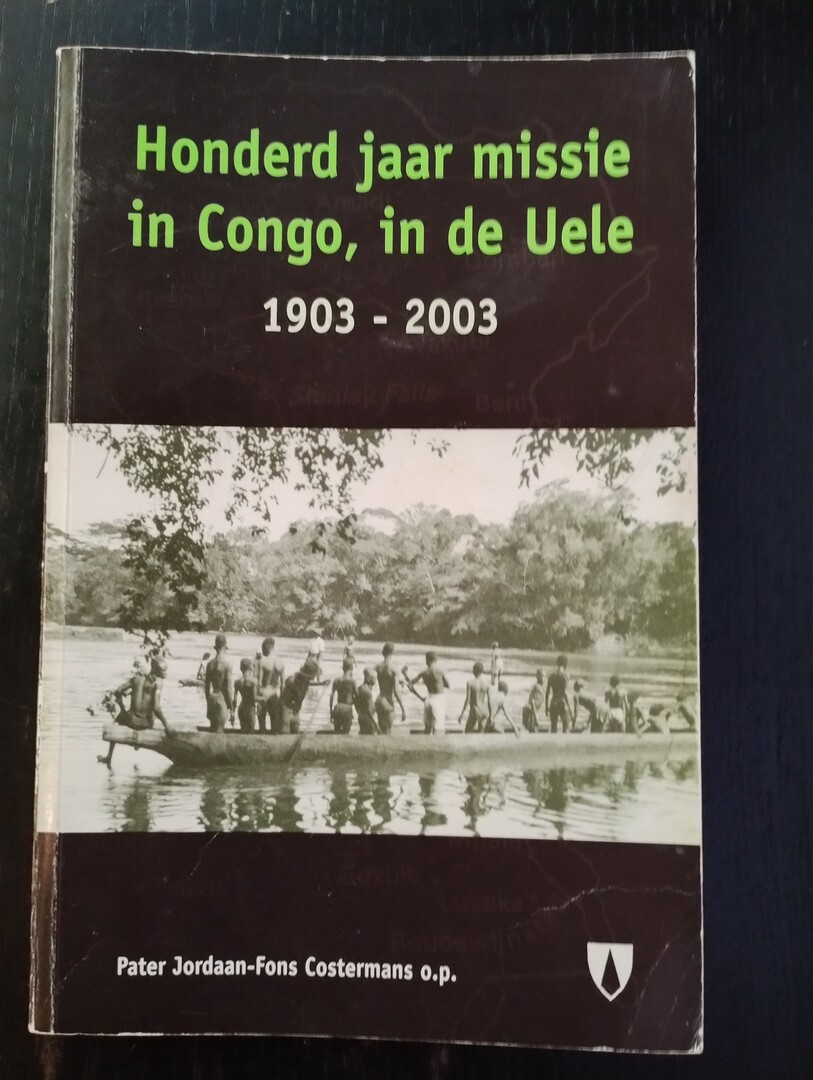 Honderd jaar missie
in Congo, in de Uele
1903 - 2003
Stanley Falls
Pater Jordaan-Fons Costermans o.p.